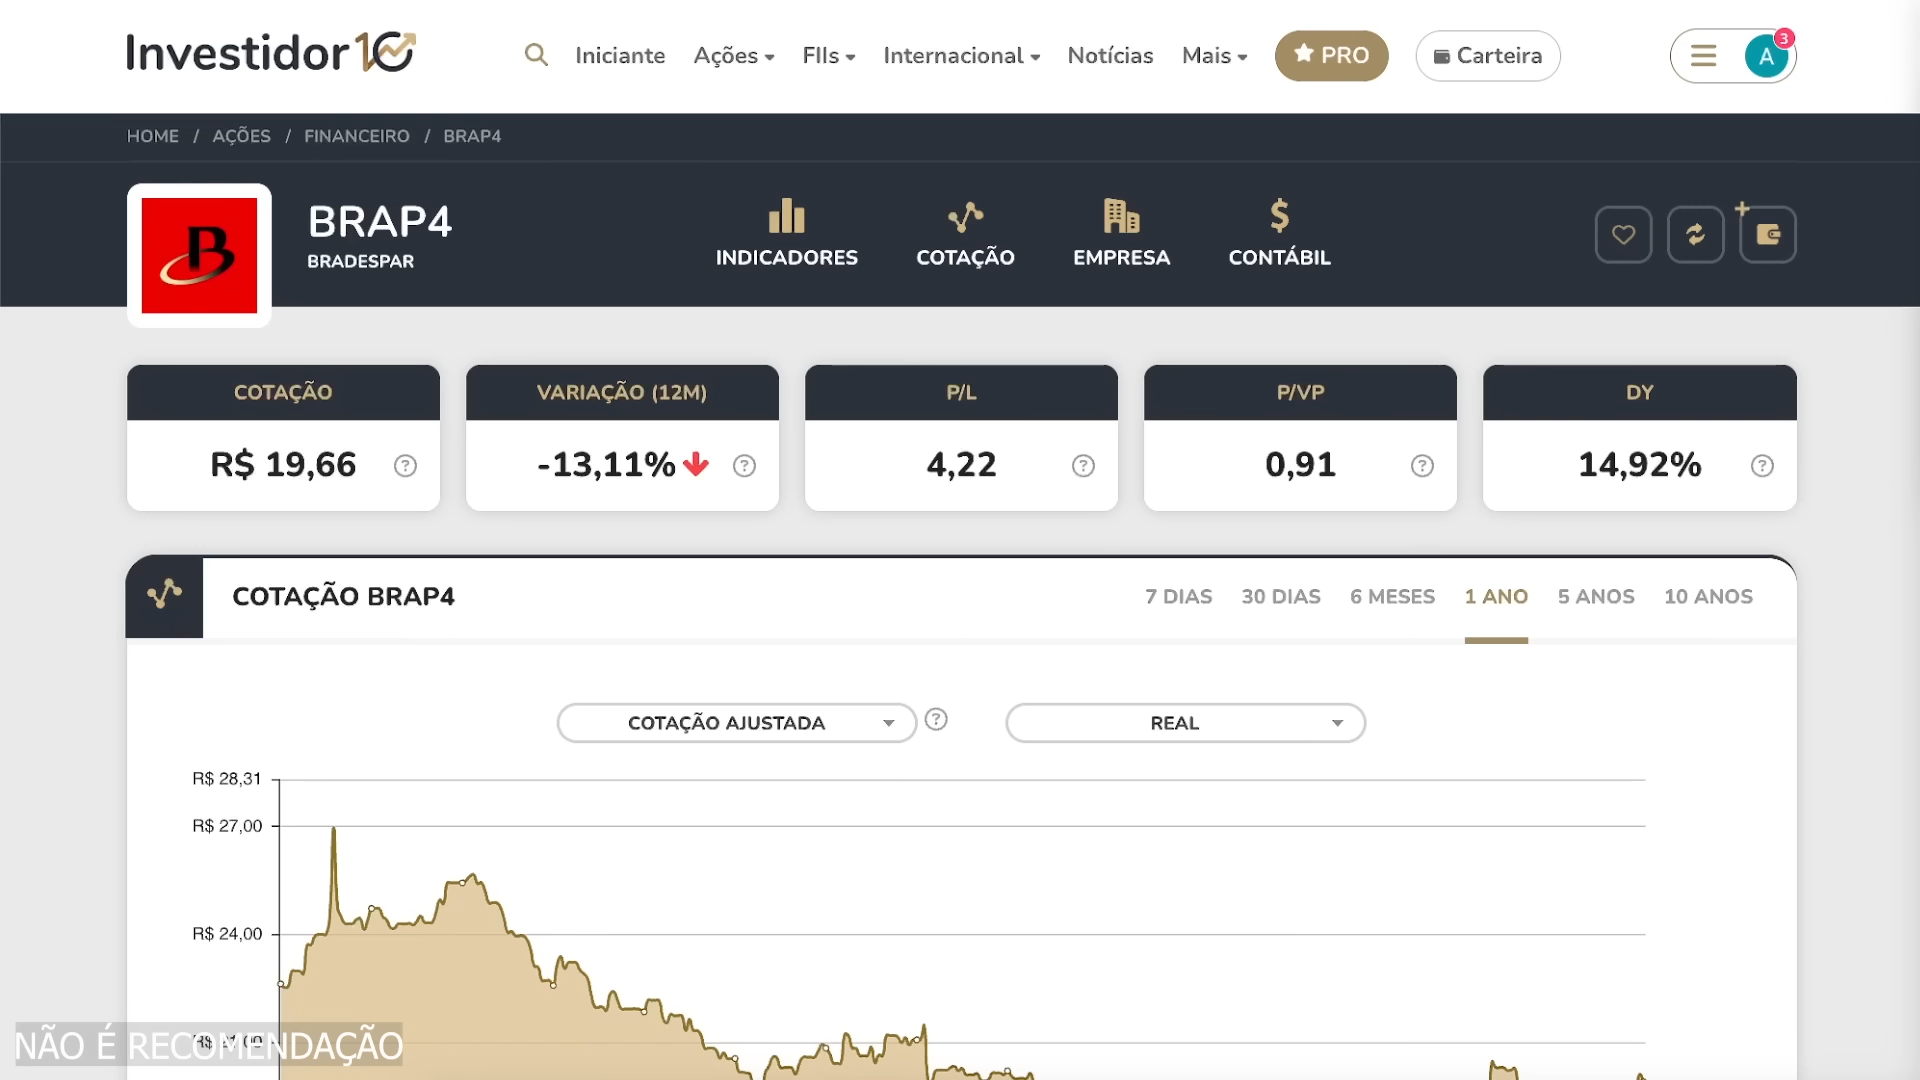 Investidor10
Iniciante Ações FIIs Internacional Notícias Mais PRO Carteira 3 A
HOME / AÇÕES / FINANCEIRO / BRAP4
B
BRAP4
BRADESPAR
INDICADORES COTAÇÃO EMPRESA CONTÁBIL
COTAÇÃO VARIAÇÃO (12M) P/L P/VP DY
R$ 19,66 ? -13,11% ? 4,22 ? 0,91 ? 14,92% ?
COTAÇÃO BRAP4 7 DIAS 30 DIAS 6 MESES 1 ANO 5 ANOS 10 ANOS
COTAÇÃO AJUSTADA ? REAL
R$ 28,31
R$ 27,00
R$ 24,00
R$ 21,00
NÃO É RECOMENDAÇÃO